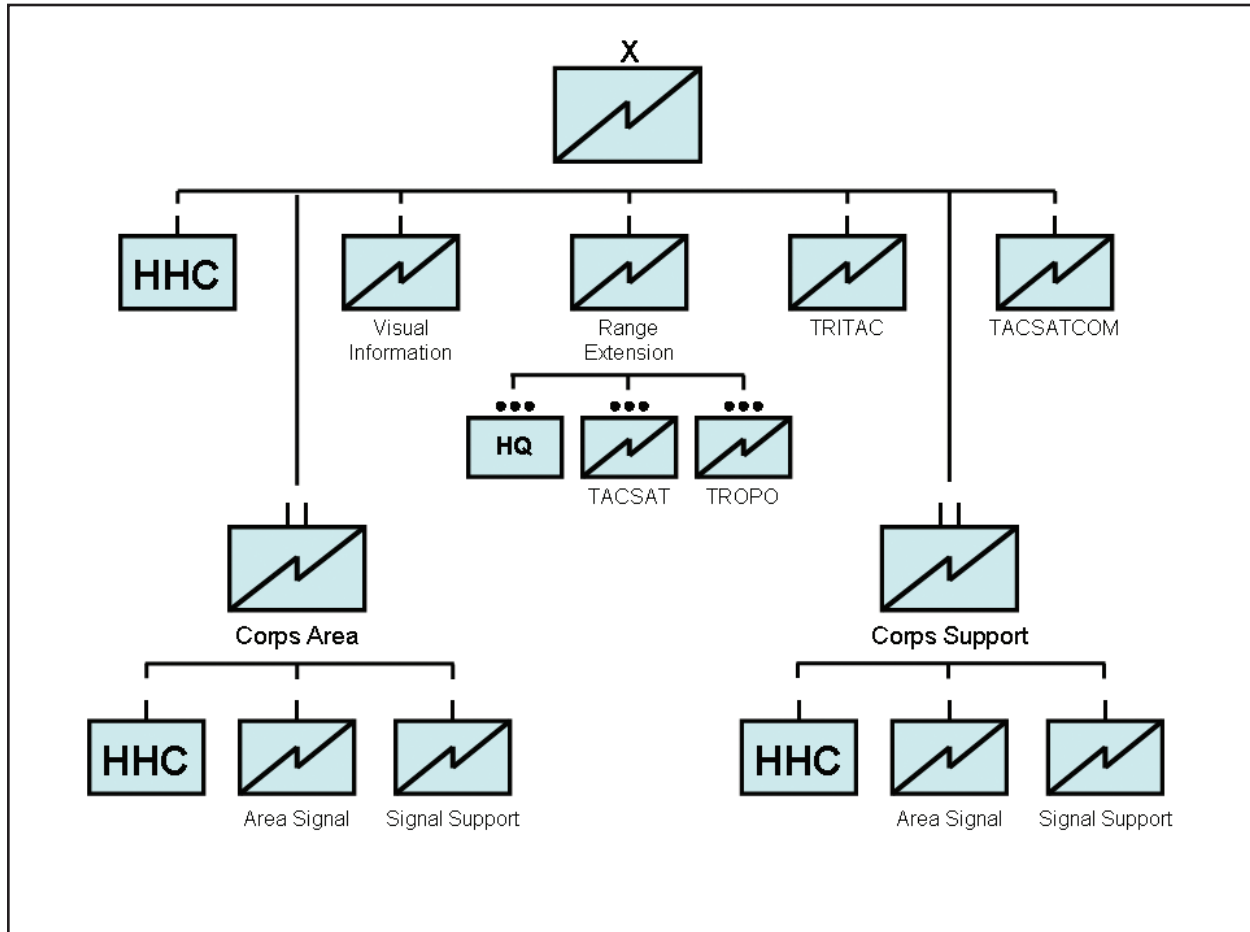 X
HHC
Visual
Information
Range
Extension
TRITAC
TACSATCOM
HQ
TACSAT
TROPO
Corps Area
Corps Support
HHC
Area Signal
Signal Support
HHC
Area Signal
Signal Support